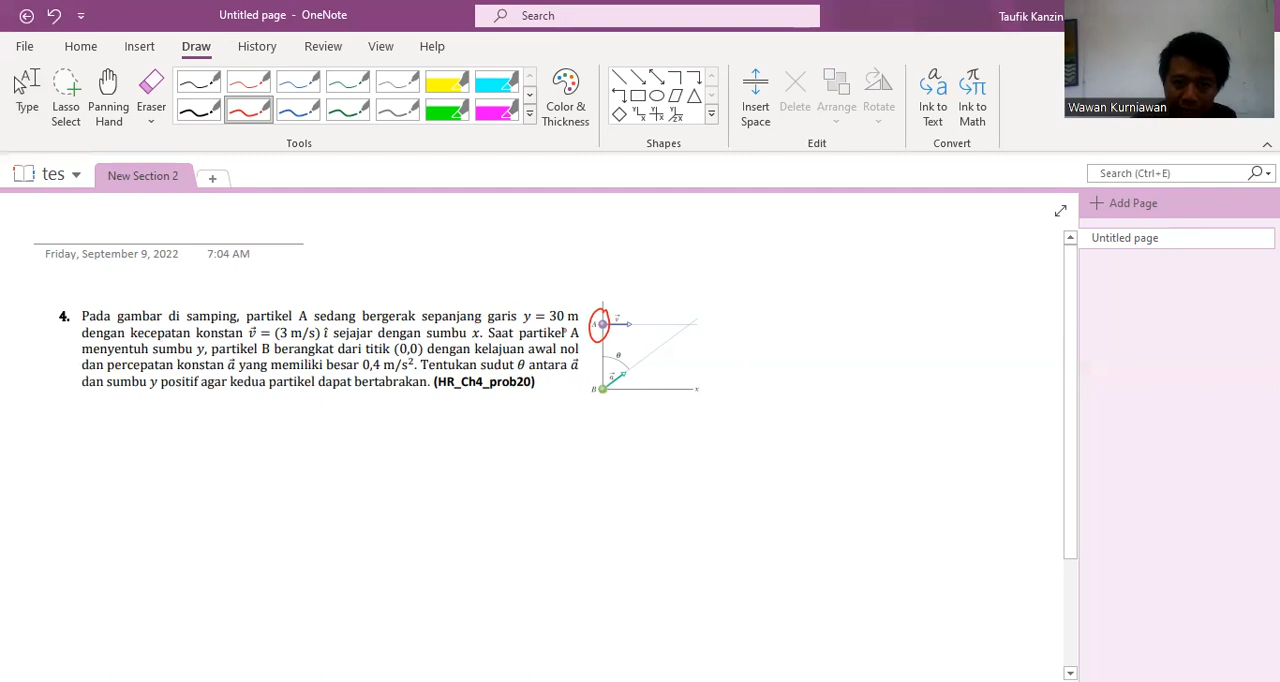 Untitled page - OneNote
Search
Taufik Kanzin
File Home Insert Draw History Review View Help
Type
Lasso Select
Panning Hand
Eraser
Color & Thickness
Insert Space
Delete
Arrange
Rotate
Ink to Text
Ink to Math
Tools
Shapes
Edit
Convert
Wawan Kurniawan
tes
New Section 2
Search (Ctrl+E)
Add Page
Untitled page
Friday, September 9, 2022 7:04 AM
4. Pada gambar di samping, partikel A sedang bergerak sepanjang garis y = 30 m
dengan kecepatan konstan v⃗ = (3 m/s) î sejajar dengan sumbu x. Saat partikel A
menyentuh sumbu y, partikel B berangkat dari titik (0,0) dengan kelajuan awal nol
dan percepatan konstan a⃗ yang memiliki besar 0,4 m/s². Tentukan sudut θ antara a⃗
dan sumbu y positif agar kedua partikel dapat bertabrakan. (HR_Ch4_prob20)
A
v⃗
θ
a⃗
B
x